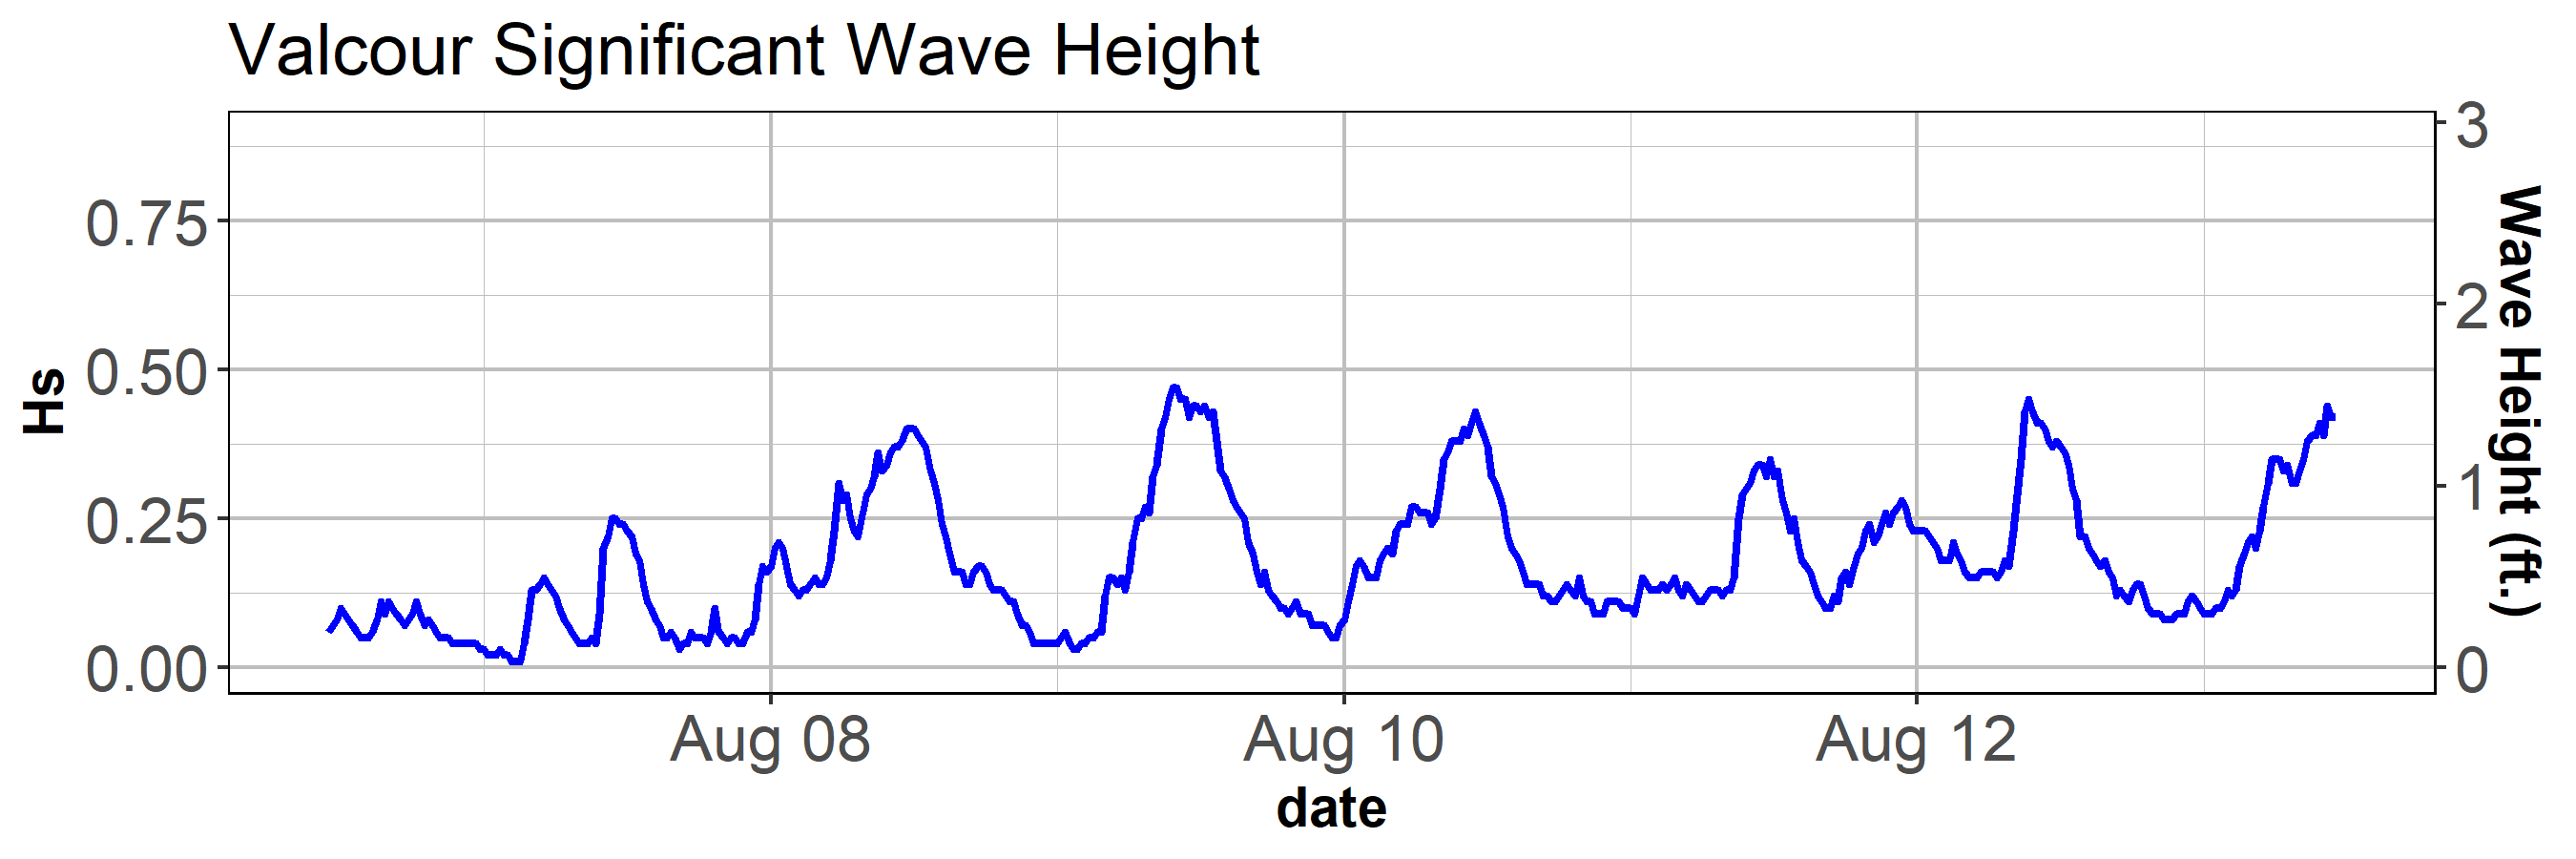 Valcour Significant Wave Height
Hs
0.75
0.50
0.25
0.00
3
2
1
0
Wave Height (ft.)
Aug 08
Aug 10
Aug 12
date